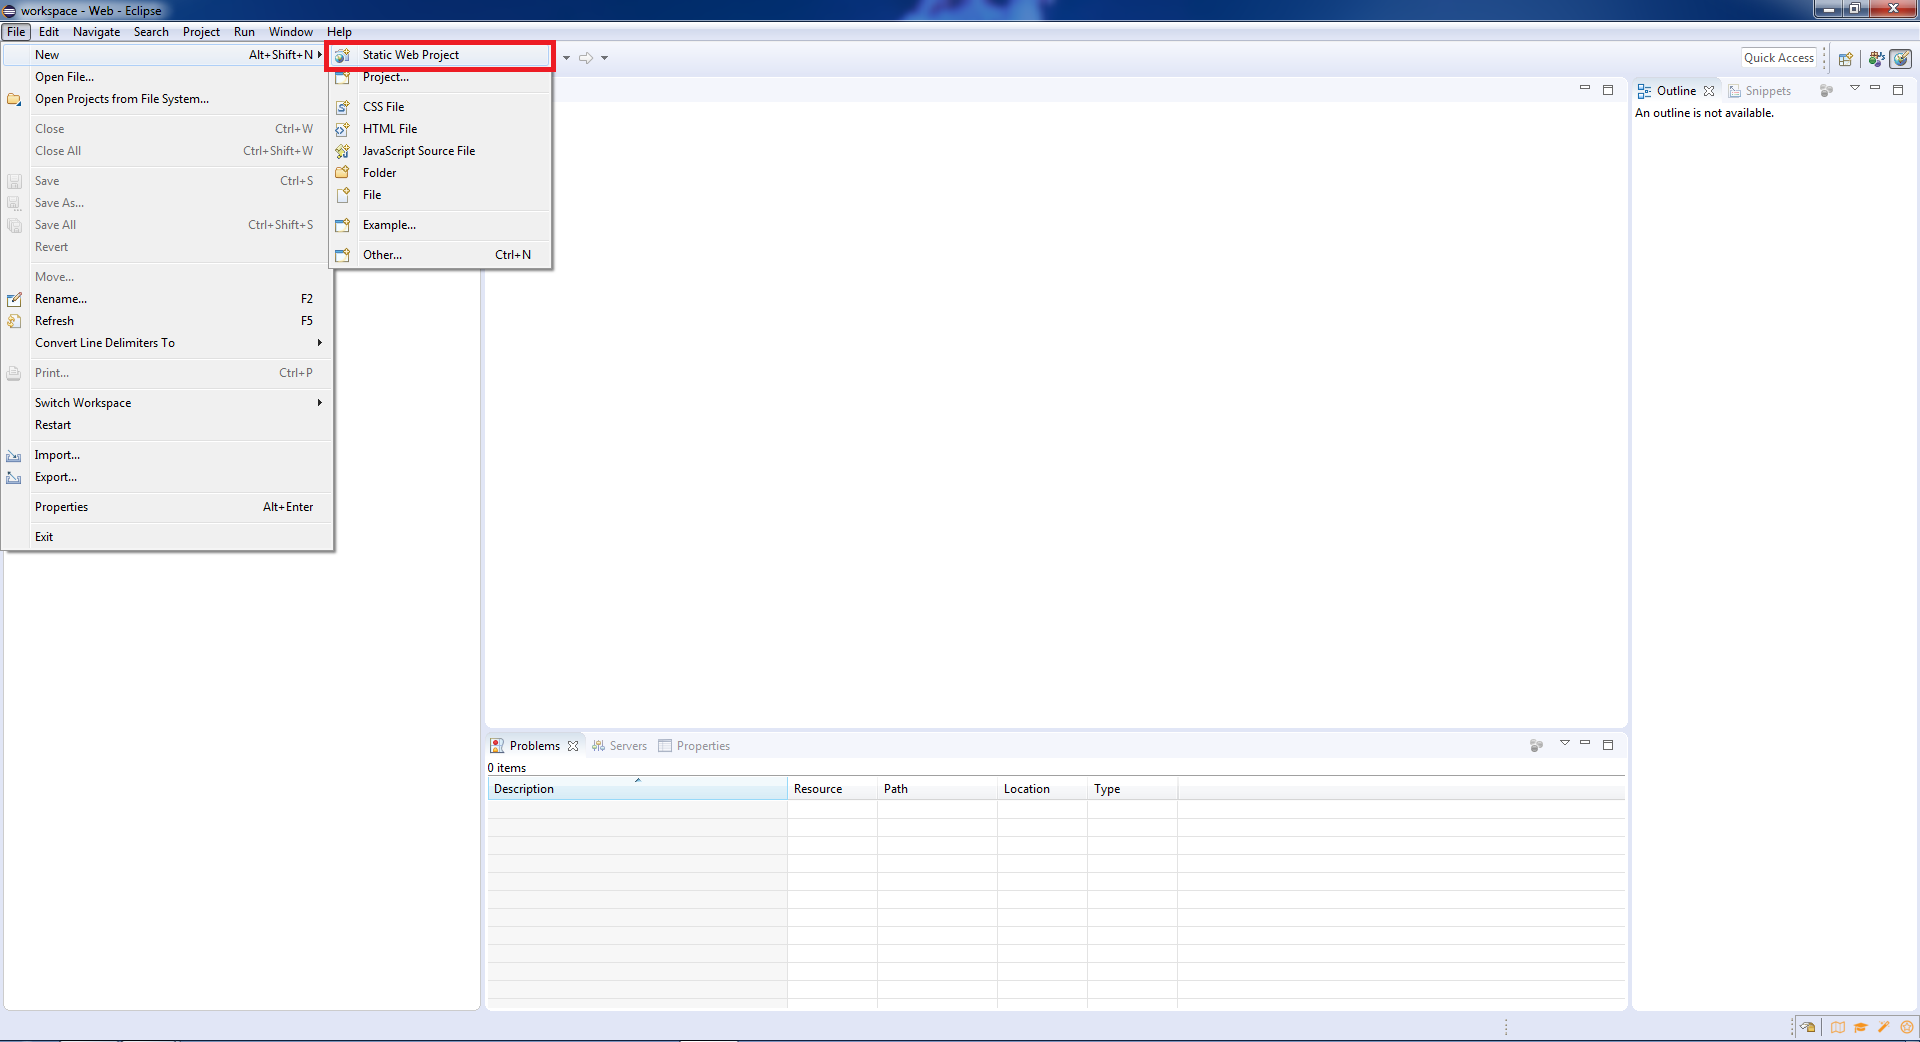 workspace - Web - Eclipse
File Edit Navigate Search Project Run Window Help
New Alt+Shift+N
Open File...
Open Projects from File System...
Close Ctrl+W
Close All Ctrl+Shift+W
Save Ctrl+S
Save As...
Save All Ctrl+Shift+S
Revert
Move...
Rename... F2
Refresh F5
Convert Line Delimiters To
Print... Ctrl+P
Switch Workspace
Restart
Import...
Export...
Properties Alt+Enter
Exit
Static Web Project
Project...
CSS File
HTML File
JavaScript Source File
Folder
File
Example...
Other... Ctrl+N
Quick Access
Outline Snippets
An outline is not available.
Problems Servers Properties
0 items
Description Resource Path Location Type